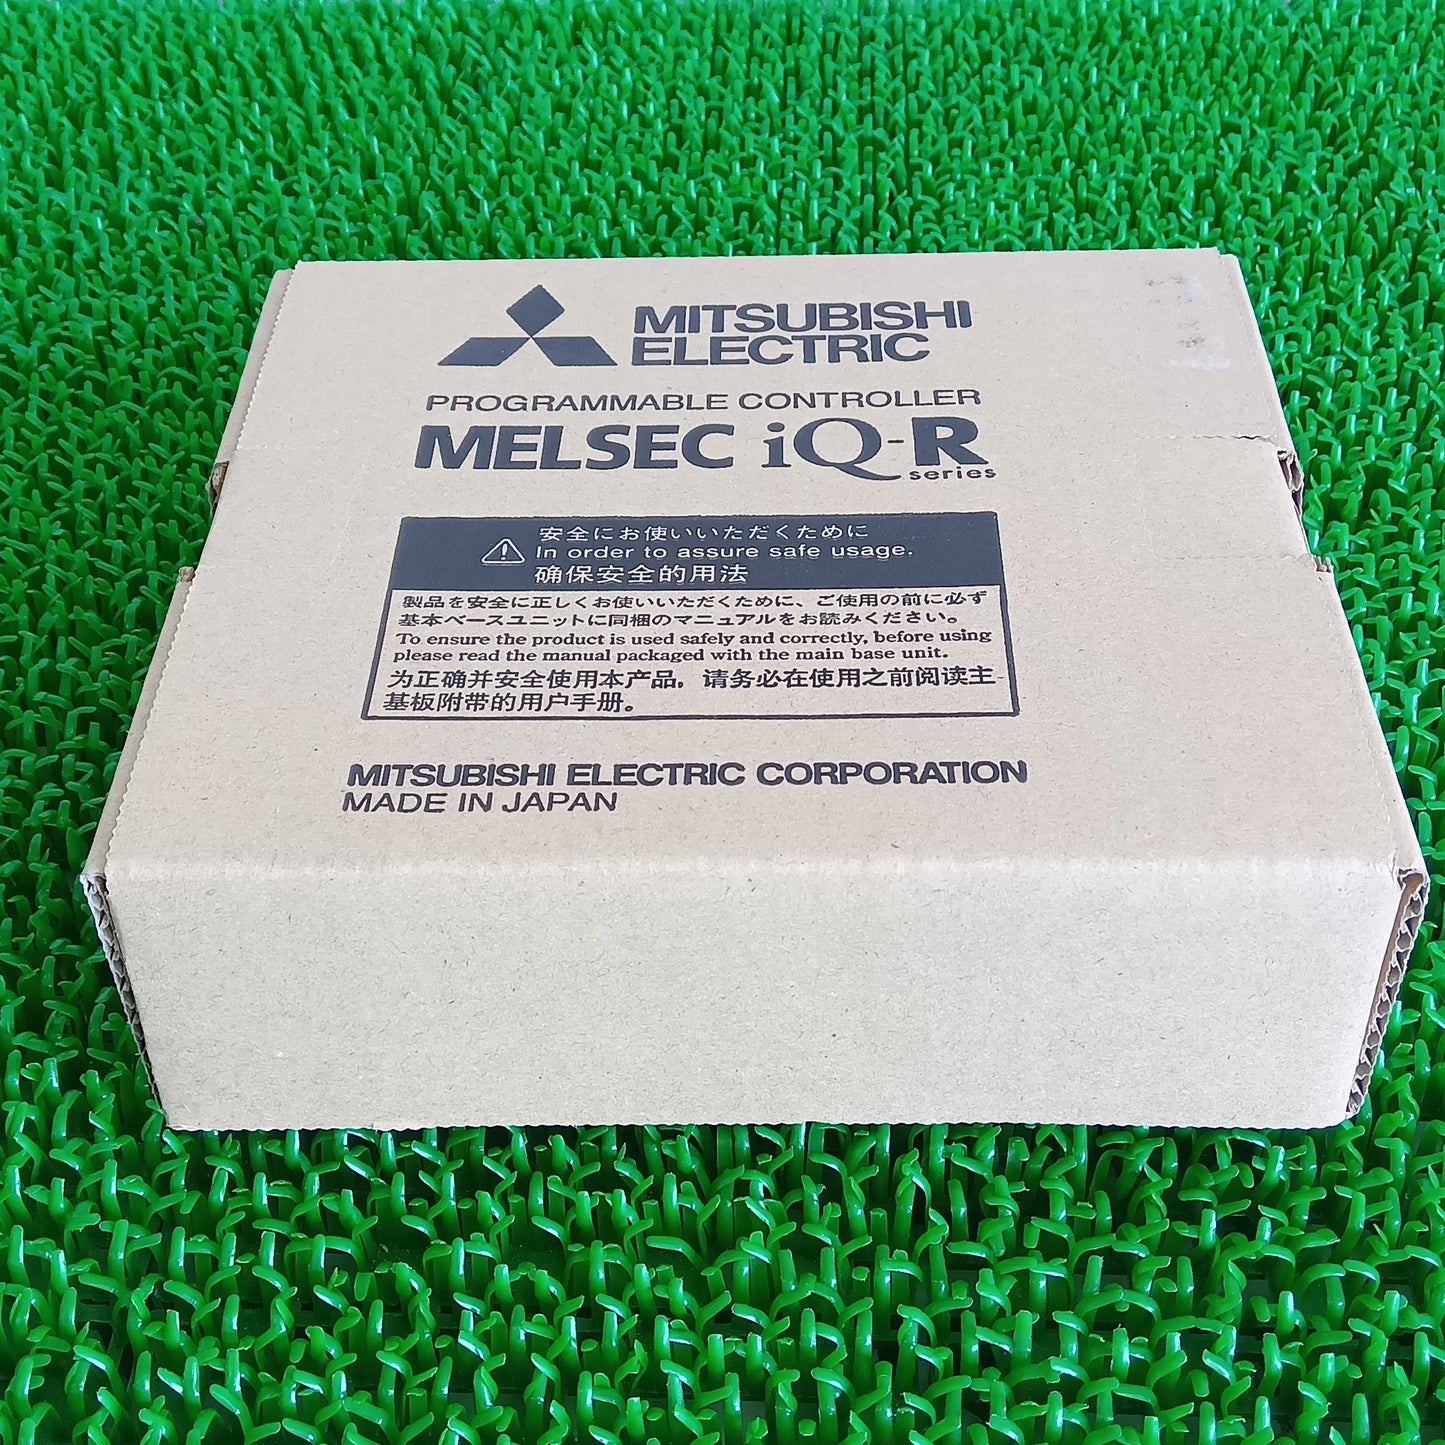 MITSUBISHI
ELECTRIC
PROGRAMMABLE CONTROLLER
MELSEC iQ-R
series
安全にお使いいただくために
In order to assure safe usage.
确保安全的用法
製品を安全に正しくお使いいただくために、ご使用の前に必ず
基本ベースユニットに同梱のマニュアルをお読みください。
To ensure the product is used safely and correctly, before using
please read the manual packaged with the main base unit.
为正确并安全使用本产品，请务必在使用之前阅读主
基板附带的用户手册。
MITSUBISHI ELECTRIC CORPORATION
MADE IN JAPAN